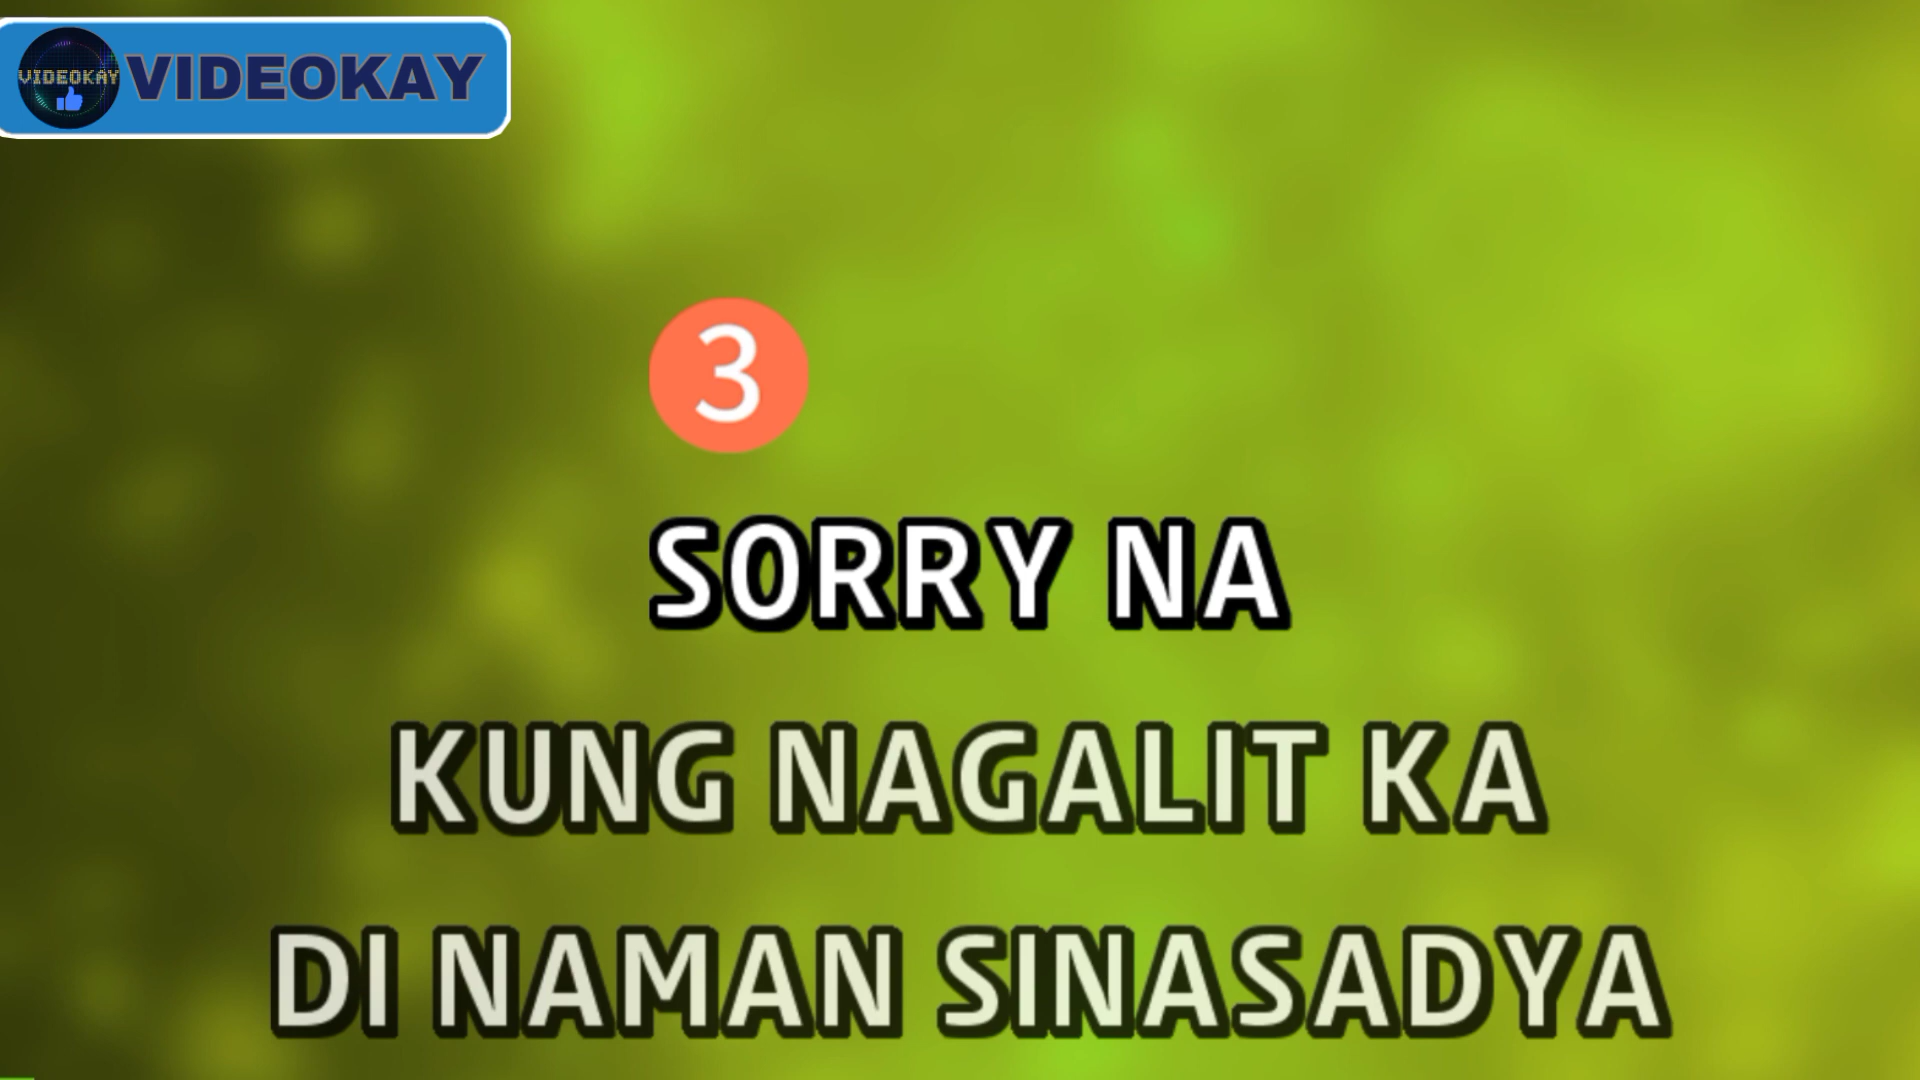 VIDEOKAY
VIDEOKAY
3
SORRY NA
KUNG NAGALIT KA
DI NAMAN SINASADYA